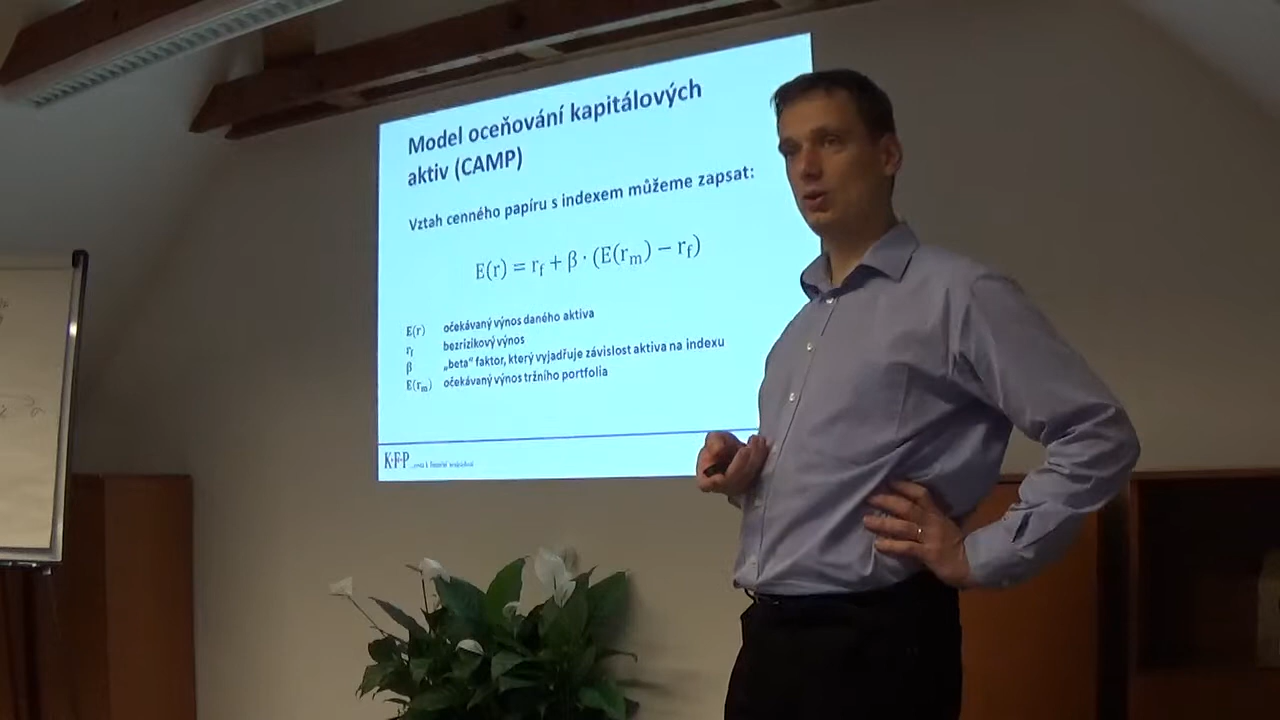 Model oceňování kapitálových
aktiv (CAMP)
Vztah cenného papíru s indexem můžeme zapsat:
E(r) = r_f + β · (E(r_m) − r_f)
E(r) očekávaný výnos daného aktiva
r_f bezrizikový výnos
β „beta“ faktor, který vyjadřuje závislost aktiva na indexu
E(r_m) očekávaný výnos tržního portfolia
K·F·P